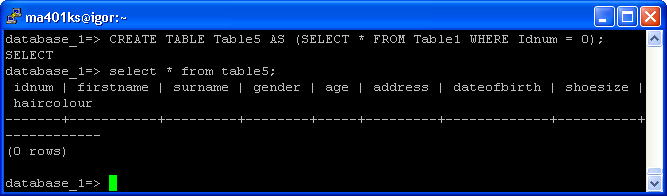 ma401ks@igor:~
database_1=> CREATE TABLE Table5 AS (SELECT * FROM Table1 WHERE Idnum = 0);
SELECT
database_1=> select * from table5;
 idnum | firstname | surname | gender | age | address | dateofbirth | shoesize |
 haircolour
-------+-----------+---------+--------+-----+---------+-------------+----------+
------------
(0 rows)
database_1=>